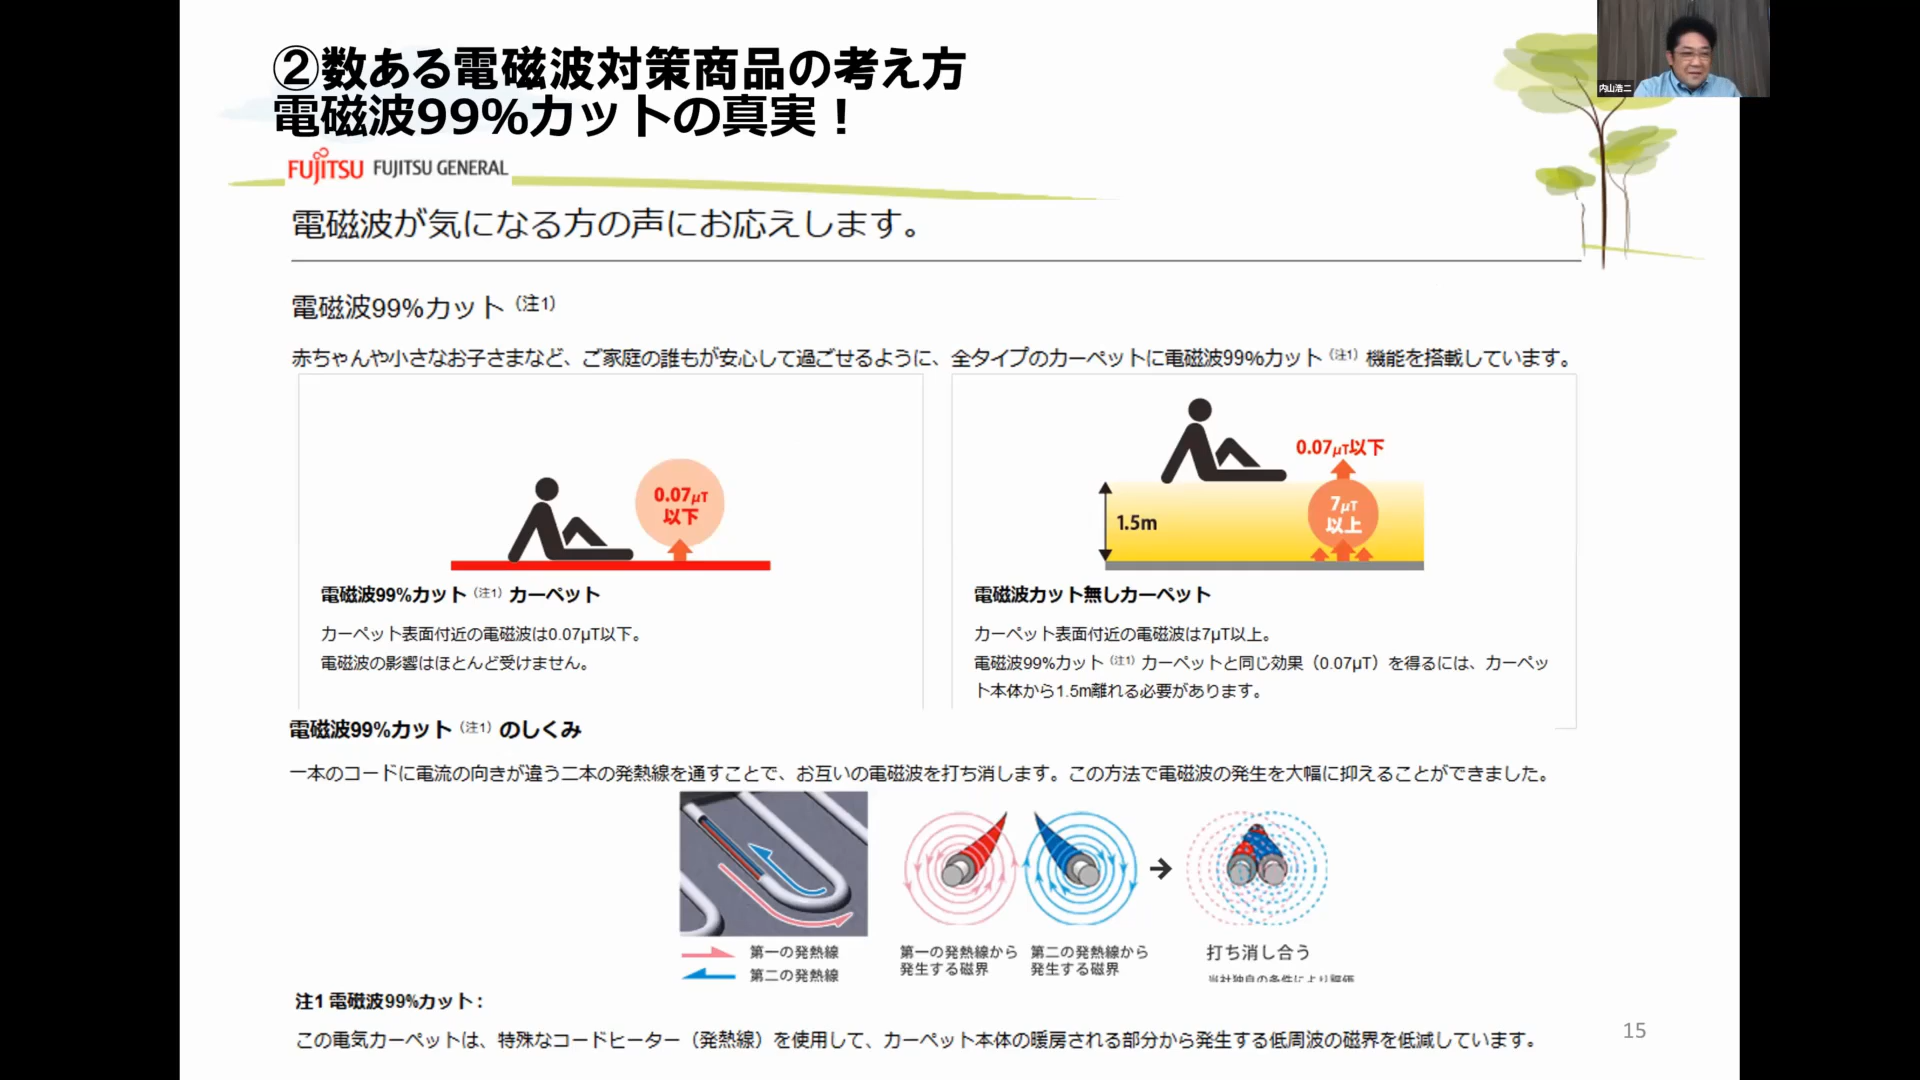 ②数ある電磁波対策商品の考え方
電磁波99%カットの真実！
内山浩二
FUJITSU FUJITSU GENERAL
電磁波が気になる方の声にお応えします。
電磁波99%カット（注1）
赤ちゃんや小さなお子さまなど、ご家庭の誰もが安心して過ごせるように、全タイプのカーペットに電磁波99%カット（注1）機能を搭載しています。
0.07μT
以下
電磁波99%カット（注1）カーペット
カーペット表面付近の電磁波は0.07μT以下。
電磁波の影響はほとんど受けません。
0.07μT以下
7μT
以上
1.5m
電磁波カット無しカーペット
カーペット表面付近の電磁波は7μT以上。
電磁波99%カット（注1）カーペットと同じ効果（0.07μT）を得るには、カーペッ
ト本体から1.5m離れる必要があります。
電磁波99%カット（注1）のしくみ
一本のコードに電流の向きが違う二本の発熱線を通すことで、お互いの電磁波を打ち消します。この方法で電磁波の発生を大幅に抑えることができました。
第一の発熱線
第二の発熱線
第一の発熱線から
発生する磁界
第二の発熱線から
発生する磁界
打ち消し合う
当社独自の条件により評価
注1 電磁波99%カット：
この電気カーペットは、特殊なコードヒーター（発熱線）を使用して、カーペット本体の暖房される部分から発生する低周波の磁界を低減しています。
15